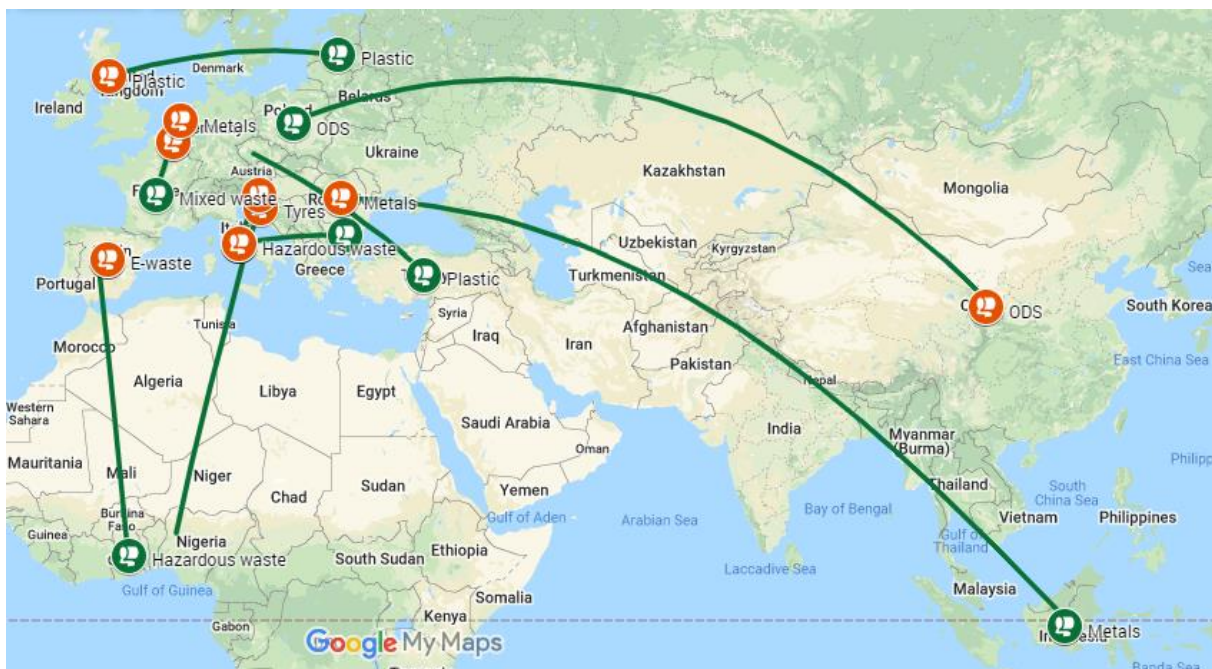 Denmark
Plastic
Plastic
Kingdom
Ireland
Belarus
Metals
ODS
Ukraine
Kazakhstan
Mongolia
Austria
Mixed waste
Metals
Tyres
Hazardous waste
Uzbekistan
Kyrgyzstan
E-waste
Greece
Turkmenistan
Portugal
Plastic
ODS
South Korea
Syria
Afghanistan
Tunisia
Iraq
Iran
Morocco
Pakistan
East China Sea
Algeria
Libya
Egypt
Nepal
Western
Sahara
Saudi Arabia
India
Myanmar
(Burma)
Oman
Mauritania
Mali
Niger
Chad
Sudan
Yemen
Thailand
South
China Sea
Gulf of Aden
Arabian Sea
Bay of Bengal
Burkina
Faso
Vietnam
Philippines
Guinea
Nigeria
Gulf of
Thailand
Hazardous waste
South Sudan
Ethiopia
Gulf of Guinea
Laccadive Sea
Malaysia
Somalia
Gabon
Kenya
Metals
Google My Maps
Banda Sea